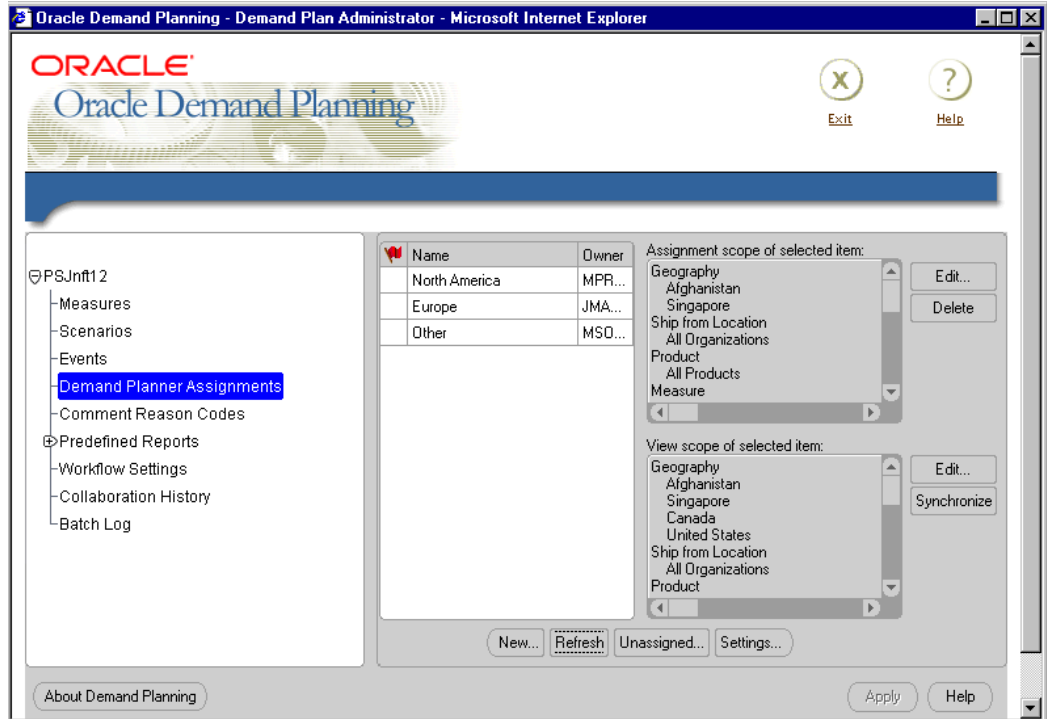 Oracle Demand Planning - Demand Plan Administrator - Microsoft Internet Explorer
ORACLE
Oracle Demand Planning
X
Exit
?
Help
PSJnft12
Measures
Scenarios
Events
Demand Planner Assignments
Comment Reason Codes
Predefined Reports
Workflow Settings
Collaboration History
Batch Log
Name Owner
North America MPR...
Europe JMA...
Other MSO...
Assignment scope of selected item:
Geography
Afghanistan
Singapore
Ship from Location
All Organizations
Product
All Products
Measure
Edit...
Delete
View scope of selected item:
Geography
Afghanistan
Singapore
Canada
United States
Ship from Location
All Organizations
Product
Edit...
Synchronize
New... Refresh Unassigned... Settings...
About Demand Planning Apply Help